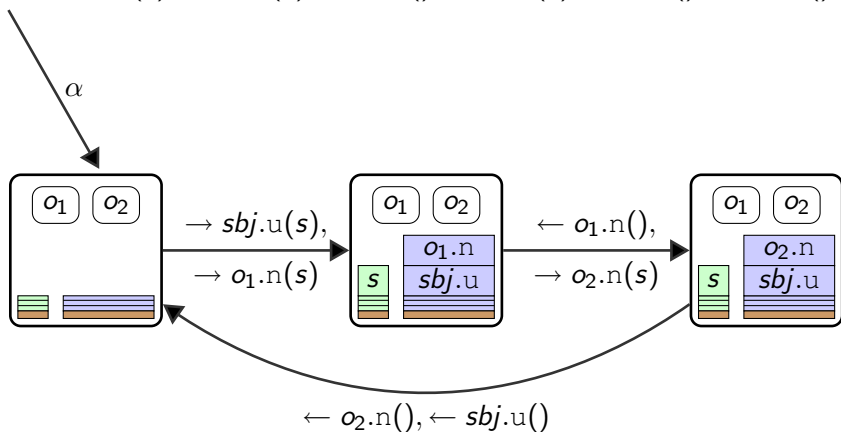 α
o₁ o₂
→ sbj.u(s),
→ o₁.n(s)
o₁ o₂
o₁.n
s sbj.u
← o₁.n(),
→ o₂.n(s)
o₁ o₂
o₂.n
s sbj.u
← o₂.n(), ← sbj.u()